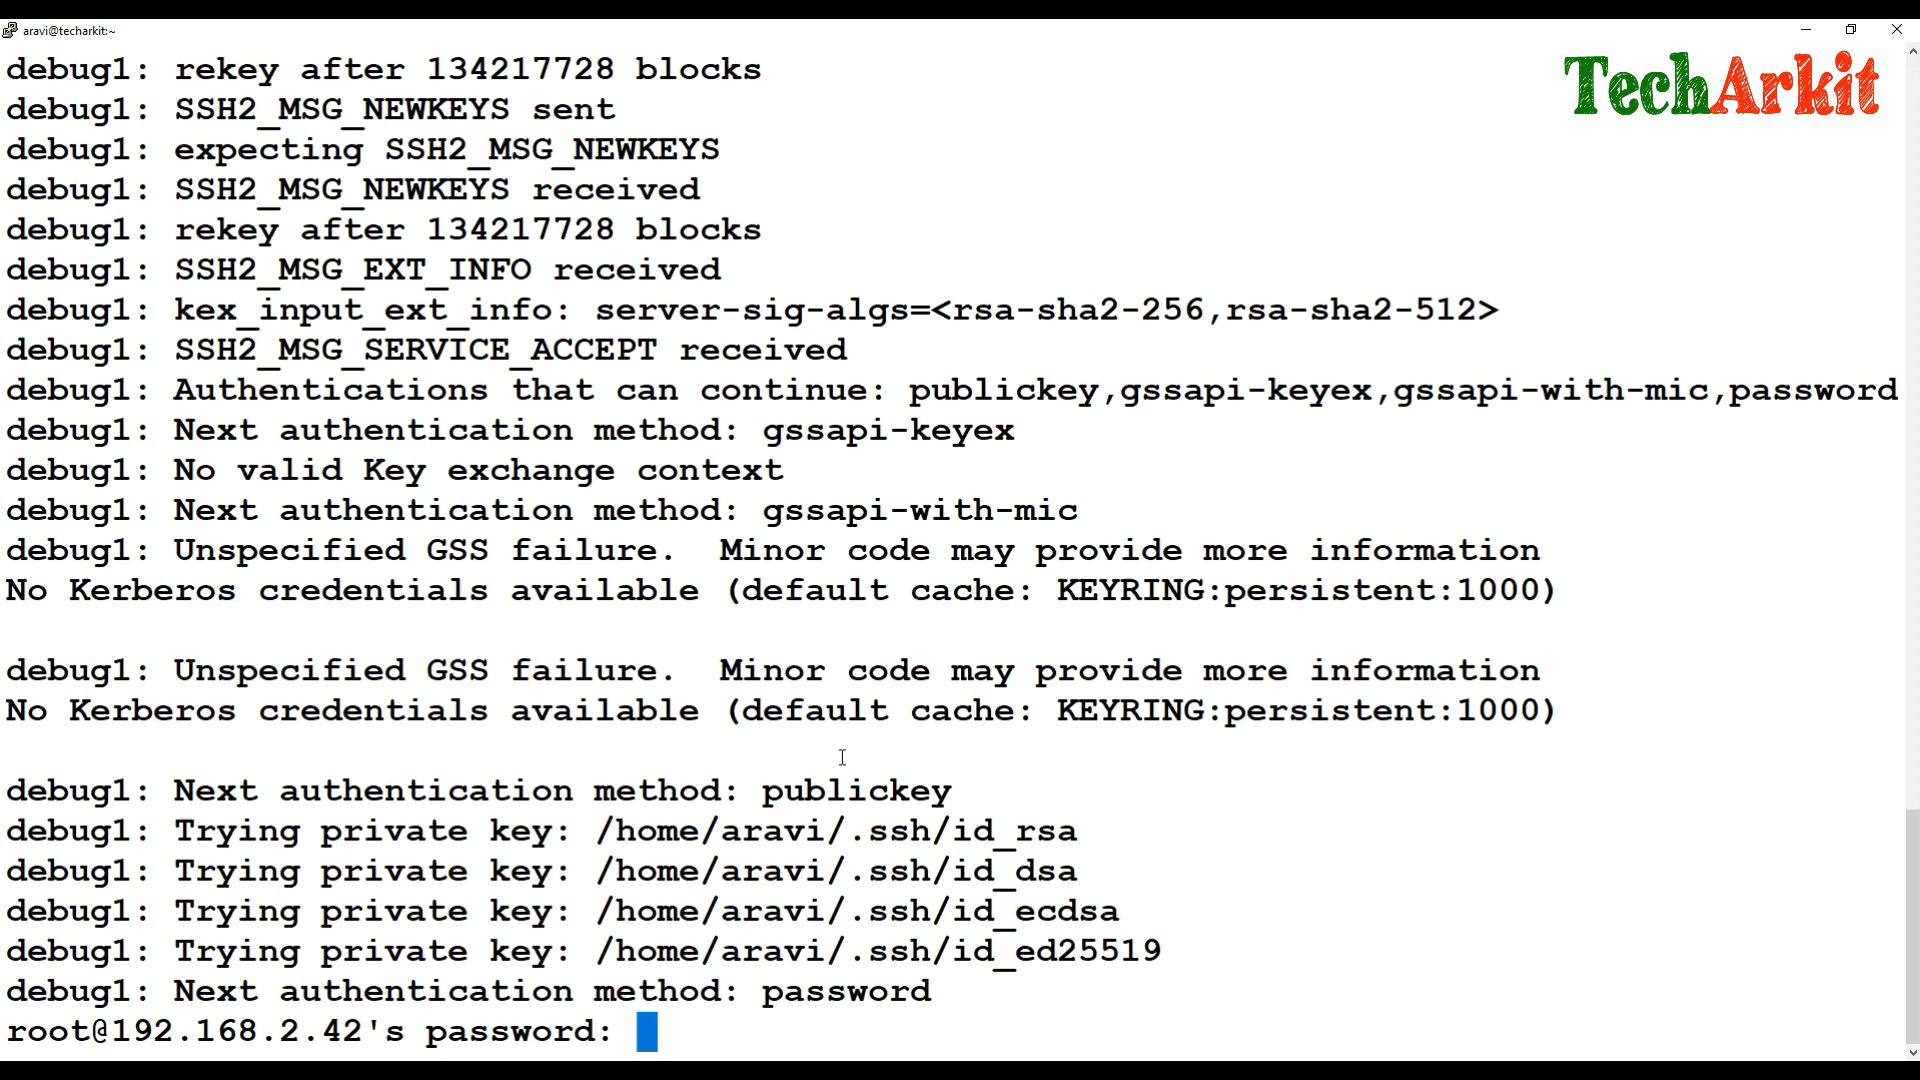 aravi@techarkit:~
TechArkit
debug1: rekey after 134217728 blocks
debug1: SSH2_MSG_NEWKEYS sent
debug1: expecting SSH2_MSG_NEWKEYS
debug1: SSH2_MSG_NEWKEYS received
debug1: rekey after 134217728 blocks
debug1: SSH2_MSG_EXT_INFO received
debug1: kex_input_ext_info: server-sig-algs=<rsa-sha2-256,rsa-sha2-512>
debug1: SSH2_MSG_SERVICE_ACCEPT received
debug1: Authentications that can continue: publickey,gssapi-keyex,gssapi-with-mic,password
debug1: Next authentication method: gssapi-keyex
debug1: No valid Key exchange context
debug1: Next authentication method: gssapi-with-mic
debug1: Unspecified GSS failure.  Minor code may provide more information
No Kerberos credentials available (default cache: KEYRING:persistent:1000)
debug1: Unspecified GSS failure.  Minor code may provide more information
No Kerberos credentials available (default cache: KEYRING:persistent:1000)
debug1: Next authentication method: publickey
debug1: Trying private key: /home/aravi/.ssh/id_rsa
debug1: Trying private key: /home/aravi/.ssh/id_dsa
debug1: Trying private key: /home/aravi/.ssh/id_ecdsa
debug1: Trying private key: /home/aravi/.ssh/id_ed25519
debug1: Next authentication method: password
root@192.168.2.42's password: